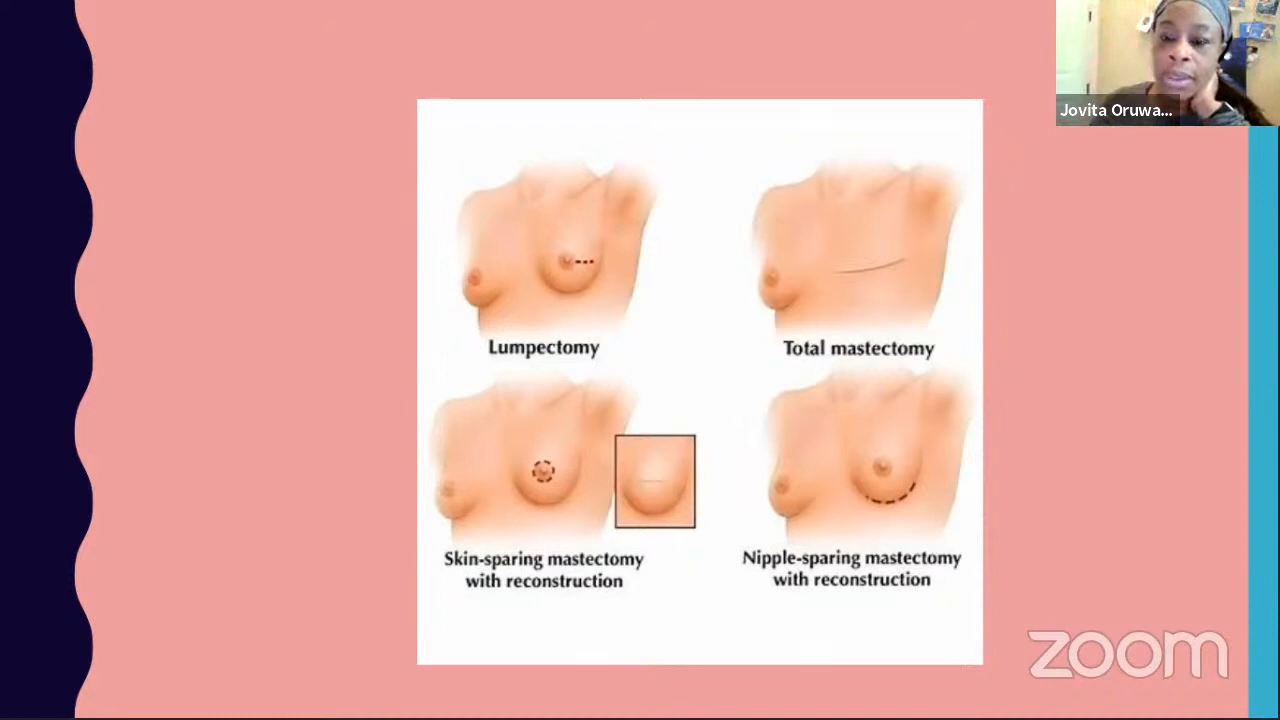 Jovita Oruwa...
Lumpectomy
Total mastectomy
Skin-sparing mastectomy
with reconstruction
Nipple-sparing mastectomy
with reconstruction
zoom